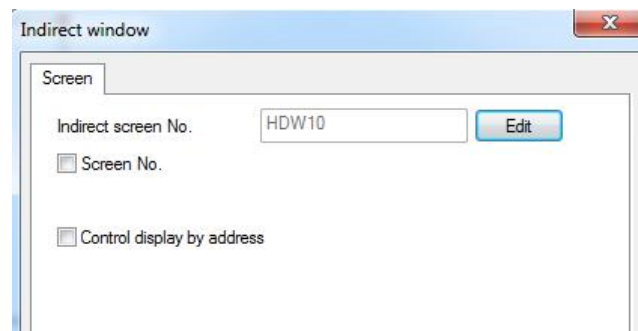 Indirect window
Screen
Indirect screen No. HDW10 Edit
Screen No.
Control display by address